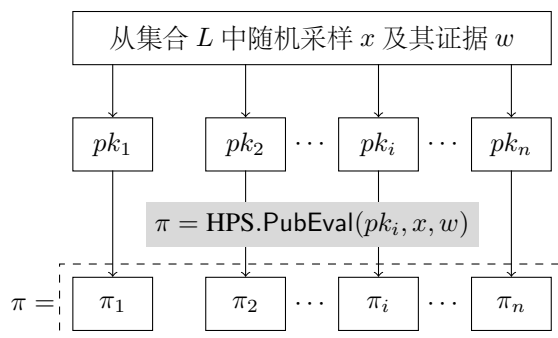 从集合 L 中随机采样 x 及其证据 w
pk₁ pk₂ ··· pkᵢ ··· pkₙ
π = HPS.PubEval(pkᵢ, x, w)
π = π₁ π₂ ··· πᵢ ··· πₙ